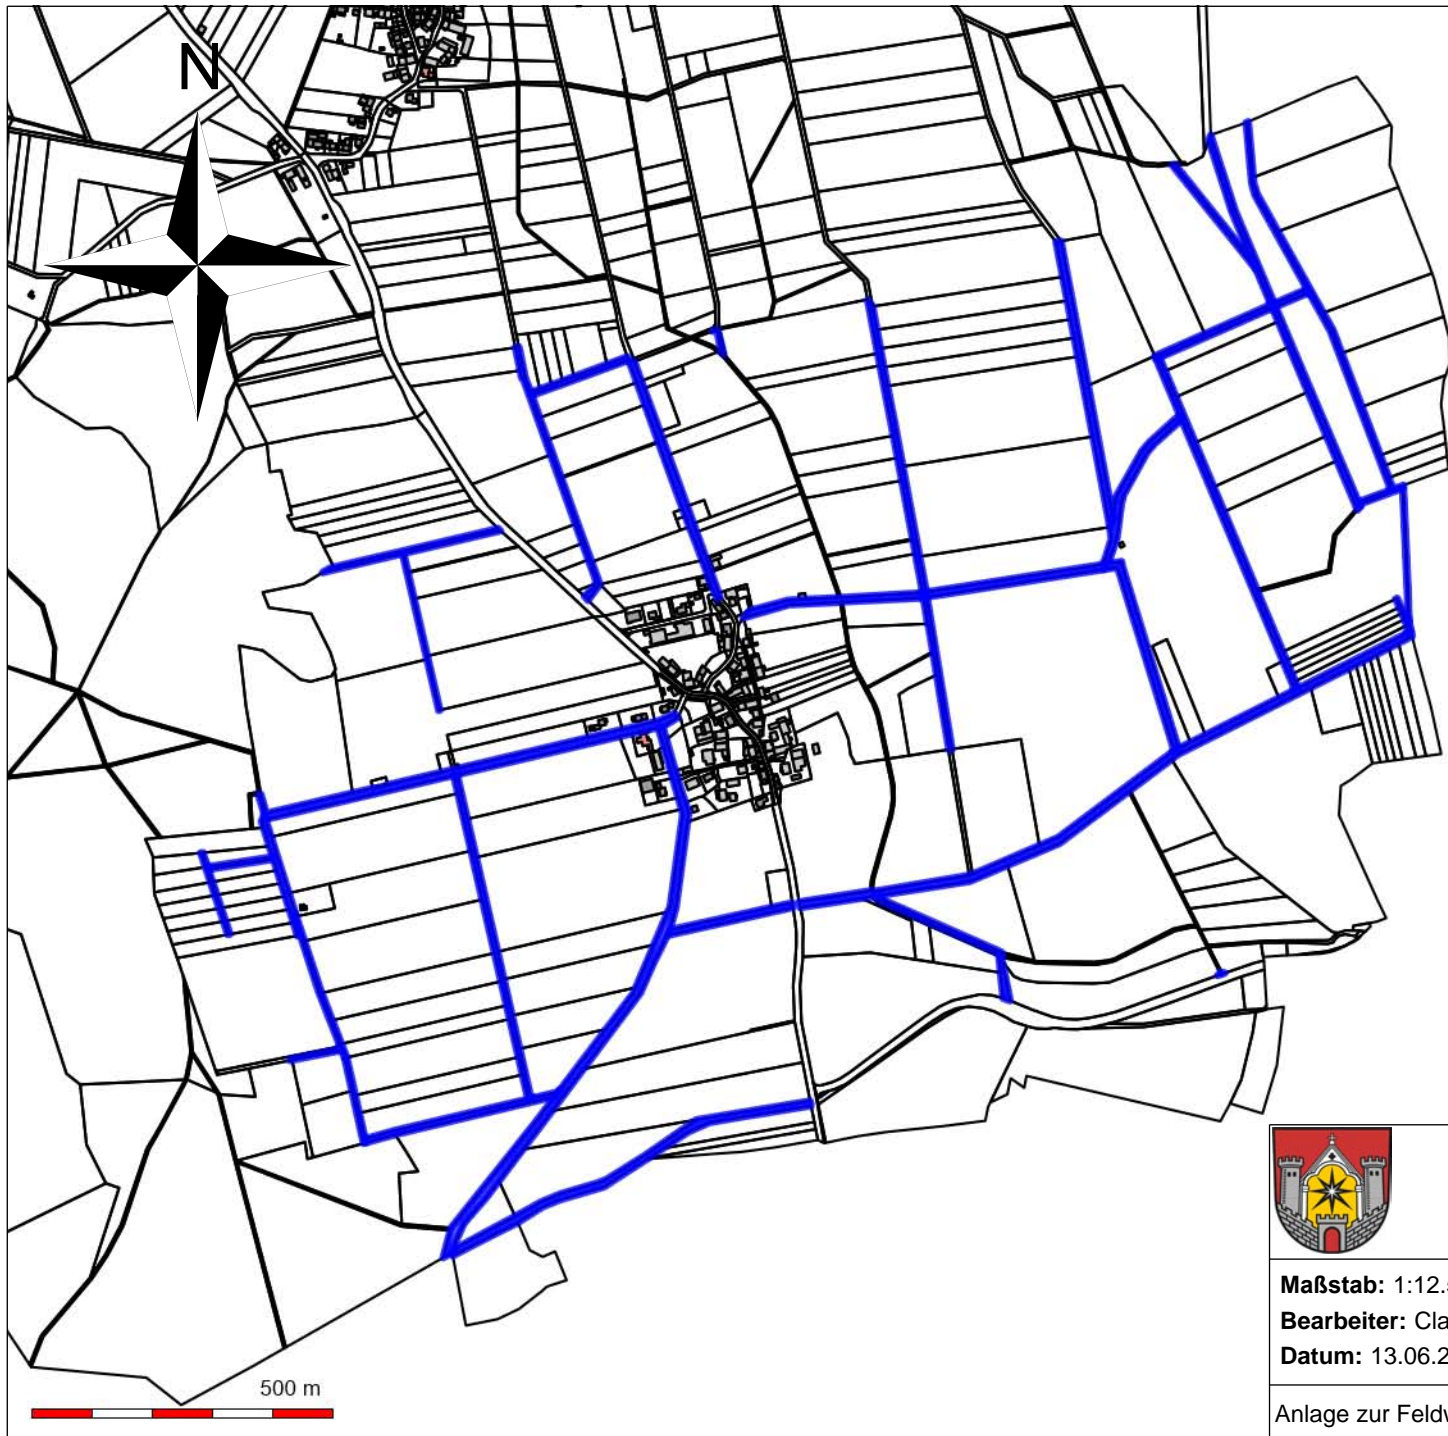 N
500 m
Maßstab: 1:12.
Bearbeiter: Cla
Datum: 13.06.2
Anlage zur Feld